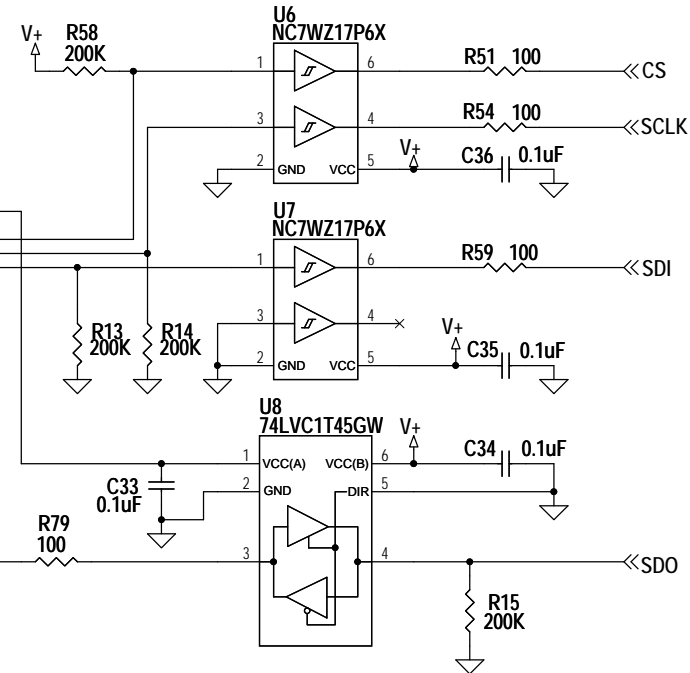 V+
R58
200K
U6
NC7WZ17P6X
1
6
R51 100
CS
3
4
R54 100
SCLK
2
GND
VCC
5
V+
C36
0.1uF
U7
NC7WZ17P6X
1
6
R59 100
SDI
R13
200K
R14
200K
3
4
2
GND
VCC
5
V+
C35
0.1uF
U8
74LVC1T45GW
1
VCC(A)
VCC(B)
6
V+
C34
0.1uF
C33
0.1uF
2
GND
DIR
5
R79
100
3
4
SDO
R15
200K